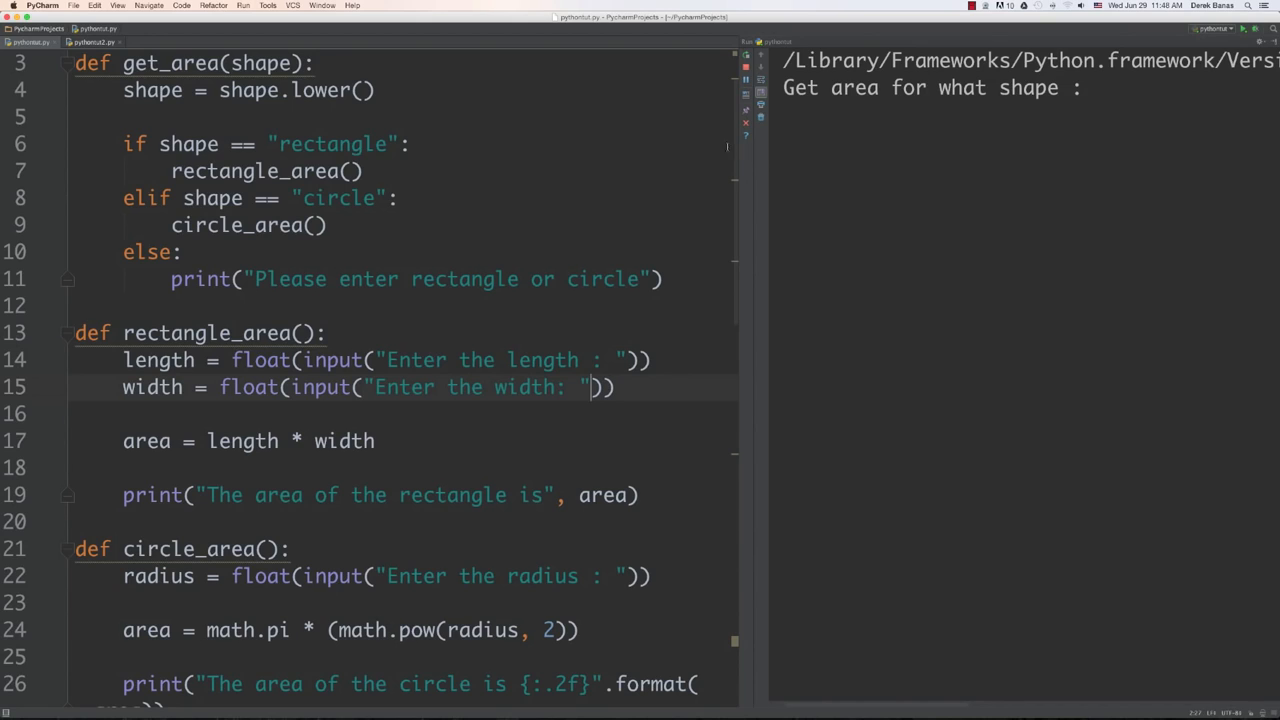 PyCharm File Edit View Navigate Code Refactor Run Tools VCS Window Help
10 Wed Jun 29 11:48 AM Derek Banas
pythontut.py - PycharmProjects - [~/PycharmProjects]
PycharmProjects pythontut.py
pythontut
pythontut.py pythontut2.py
Run pythontut
3 def get_area(shape):
4 shape = shape.lower()
5
6 if shape == "rectangle":
7 rectangle_area()
8 elif shape == "circle":
9 circle_area()
10 else:
11 print("Please enter rectangle or circle")
12
13 def rectangle_area():
14 length = float(input("Enter the length : "))
15 width = float(input("Enter the width: "))
16
17 area = length * width
18
19 print("The area of the rectangle is", area)
20
21 def circle_area():
22 radius = float(input("Enter the radius : "))
23
24 area = math.pi * (math.pow(radius, 2))
25
26 print("The area of the circle is {:.2f}".format(
/Library/Frameworks/Python.framework/Versi
Get area for what shape :
2:27 LF÷ UTF-8÷